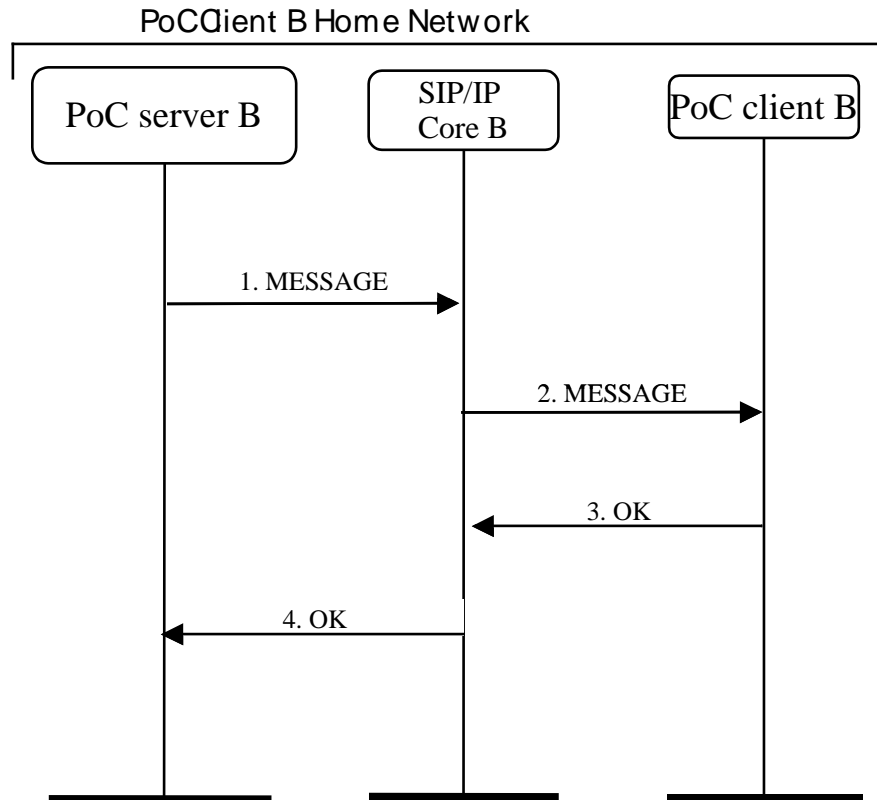 PoCClient B Home Network
PoC server B
SIP/IP
Core B
PoC client B
1. MESSAGE
2. MESSAGE
3. OK
4. OK